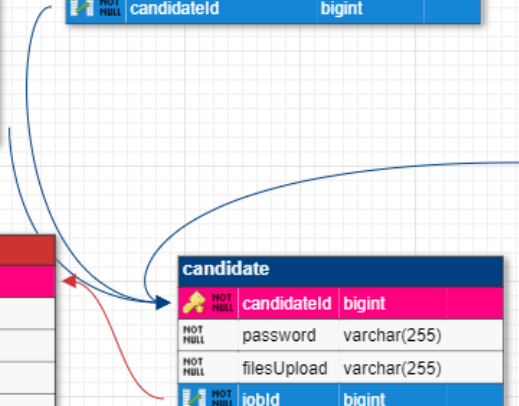 NOT NULL candidateId bigint
candidate
NOT NULL candidateId bigint
NOT NULL password varchar(255)
NOT NULL filesUpload varchar(255)
NOT NULL jobId bigint